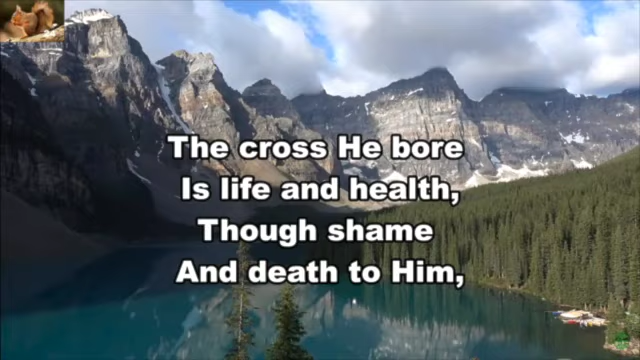 The cross He bore
Is life and health,
Though shame
And death to Him,